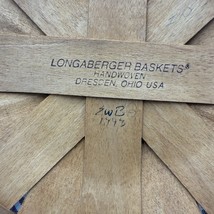 LONGABERGER BASKETS®
HANDWOVEN
DRESDEN, OHIO USA